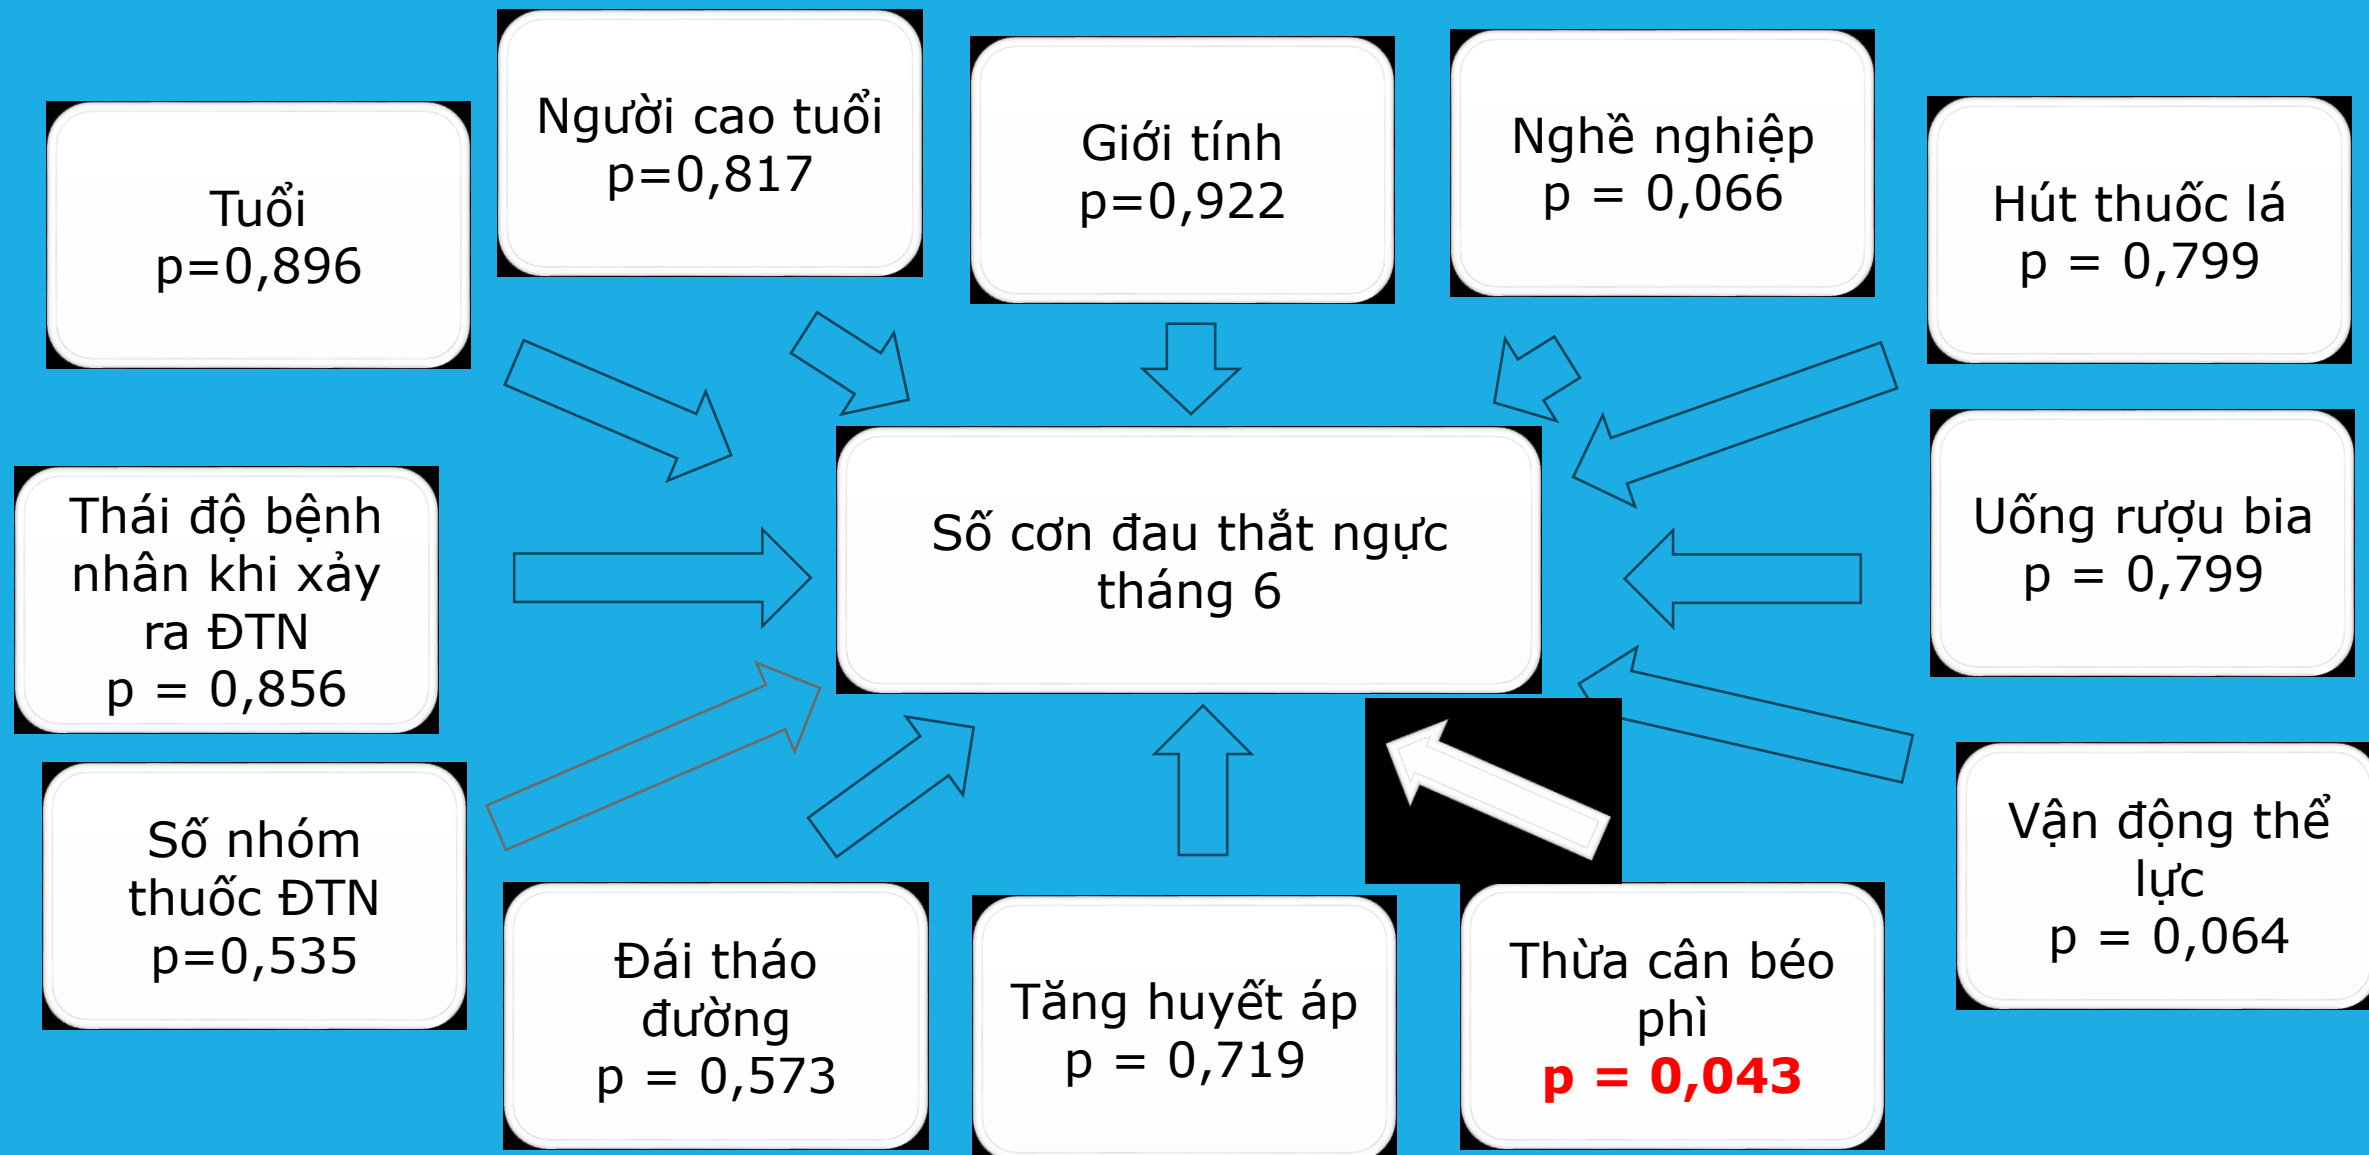 Tuổi
p=0,896
Người cao tuổi
p=0,817
Giới tính
p=0,922
Nghề nghiệp
p = 0,066
Hút thuốc lá
p = 0,799
Thái độ bệnh
nhân khi xảy
ra ĐTN
p = 0,856
Số cơn đau thắt ngực
tháng 6
Uống rượu bia
p = 0,799
Số nhóm
thuốc ĐTN
p=0,535
Đái tháo
đường
p = 0,573
Tăng huyết áp
p = 0,719
Thừa cân béo
phì
p = 0,043
Vận động thể
lực
p = 0,064